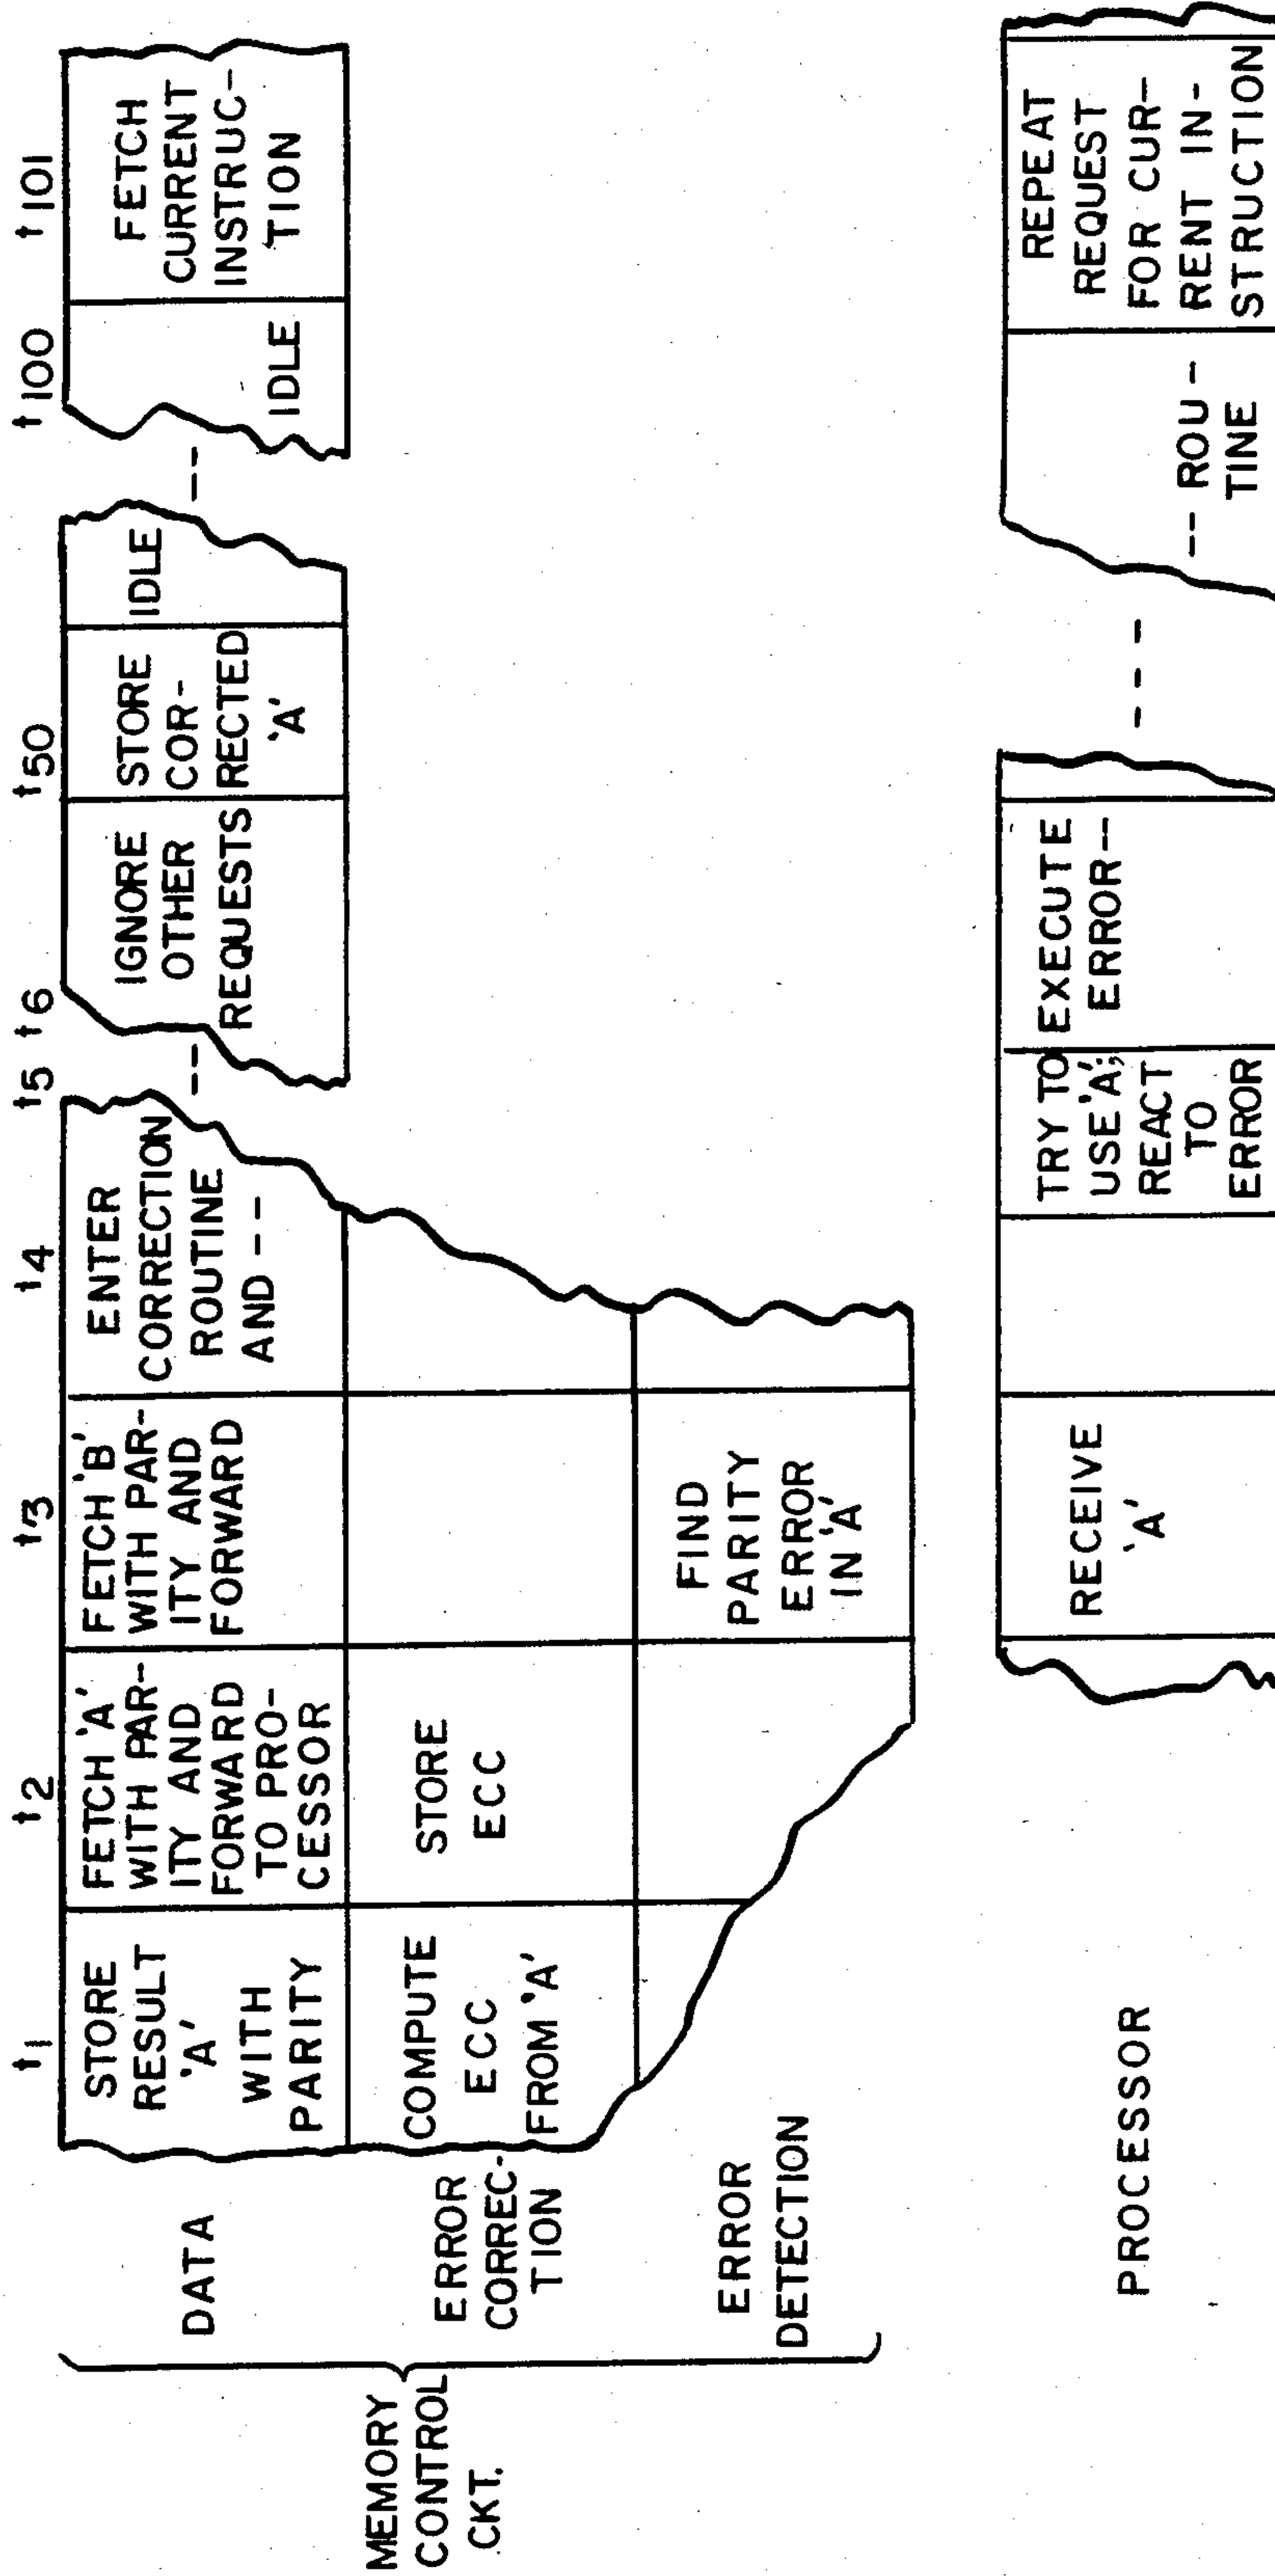 t1
t2
t3
t4
t5
t6
t50
t100
t101
MEMORY
CONTROL
CKT.
DATA
STORE
RESULT
'A'
WITH
PARITY
FETCH 'A'
WITH PAR-
ITY AND
FORWARD
TO PRO-
CESSOR
FETCH 'B'
WITH PAR-
ITY AND
FORWARD
ENTER
CORRECTION
ROUTINE
AND --
--
IGNORE
OTHER
REQUESTS
STORE
COR-
RECTED
'A'
IDLE
--
IDLE
FETCH
CURRENT
INSTRUC-
TION
ERROR
CORREC-
TION
COMPUTE
ECC
FROM 'A'
STORE
ECC
ERROR
DETECTION
FIND
PARITY
ERROR
IN 'A'
PROCESSOR
RECEIVE
'A'
TRY TO
USE 'A';
REACT
TO
ERROR
EXECUTE
ERROR--
---
-- ROU-
TINE
REPEAT
REQUEST
FOR CUR-
RENT IN-
STRUCTION